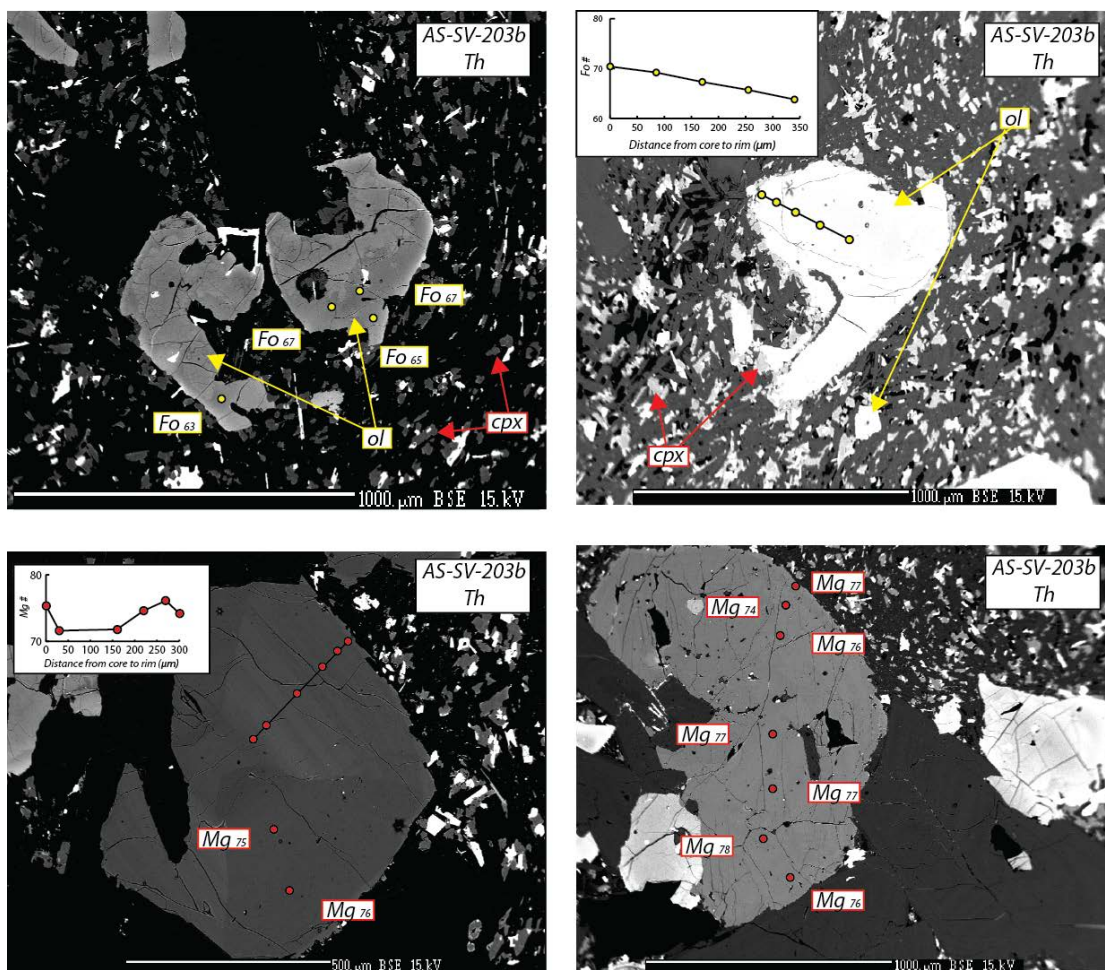 AS-SV-203b
Th
Fo 67
Fo 67
Fo 65
Fo 63
ol
cpx
1000. µm BSE 15. kV
80
70
60
Fo #
0 50 100 150 200 250 300 350
Distance from core to rim (µm)
AS-SV-203b
Th
ol
cpx
1000. µm BSE 15. kV
80
70
Mg #
0 50 100 150 200 250 300
Distance from core to rim (µm)
AS-SV-203b
Th
Mg 75
Mg 76
500. µm BSE 15. kV
AS-SV-203b
Th
Mg 77
Mg 74
Mg 76
Mg 77
Mg 77
Mg 78
Mg 76
1000. µm BSE 15. kV